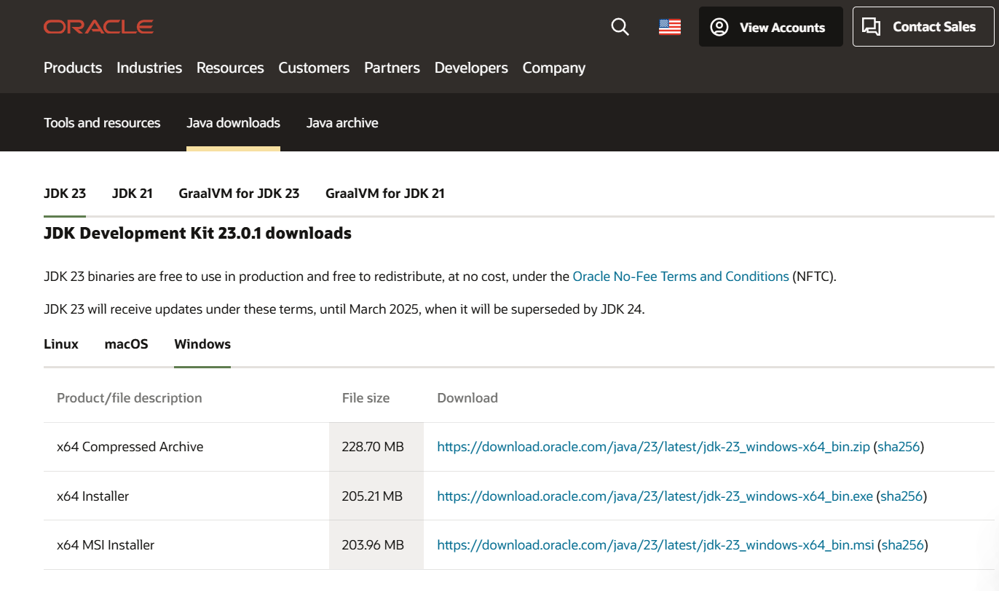 ORACLE
View Accounts
Contact Sales
Products Industries Resources Customers Partners Developers Company
Tools and resources Java downloads Java archive
JDK 23 JDK 21 GraalVM for JDK 23 GraalVM for JDK 21
JDK Development Kit 23.0.1 downloads
JDK 23 binaries are free to use in production and free to redistribute, at no cost, under the Oracle No-Fee Terms and Conditions (NFTC).
JDK 23 will receive updates under these terms, until March 2025, when it will be superseded by JDK 24.
Linux macOS Windows
Product/file description File size Download
x64 Compressed Archive 228.70 MB https://download.oracle.com/java/23/latest/jdk-23_windows-x64_bin.zip (sha256)
x64 Installer 205.21 MB https://download.oracle.com/java/23/latest/jdk-23_windows-x64_bin.exe (sha256)
x64 MSI Installer 203.96 MB https://download.oracle.com/java/23/latest/jdk-23_windows-x64_bin.msi (sha256)